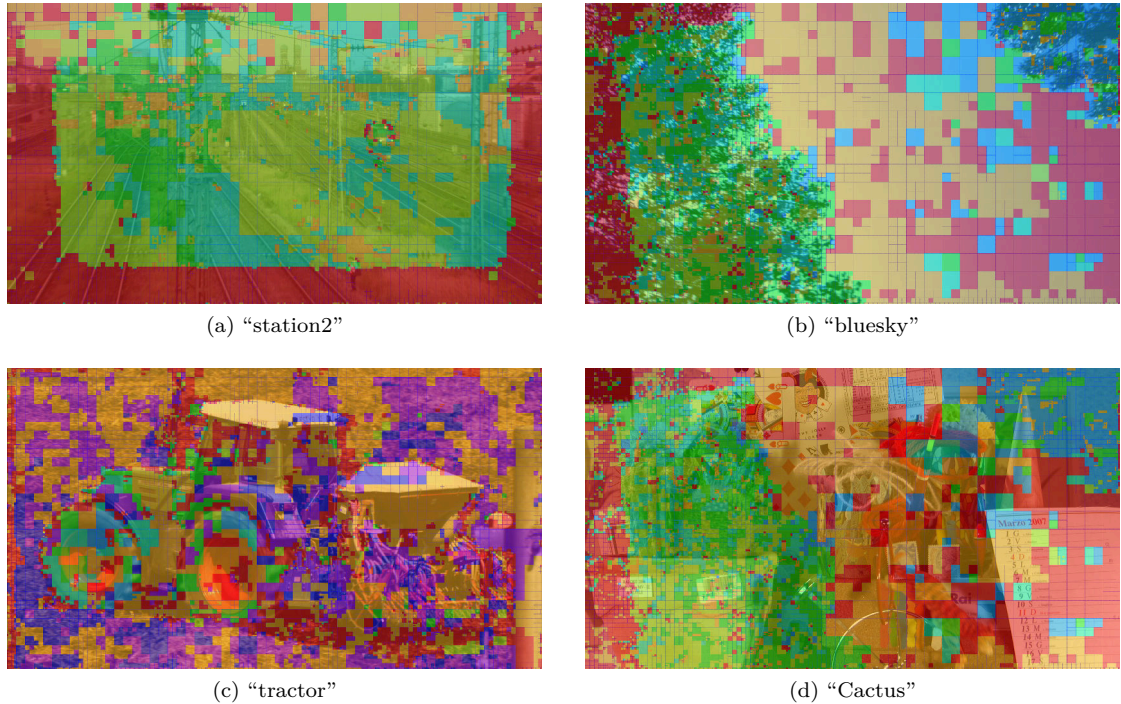 (a) “station2”
(b) “bluesky”
(c) “tractor”
(d) “Cactus”
Marzo 2007
Rai